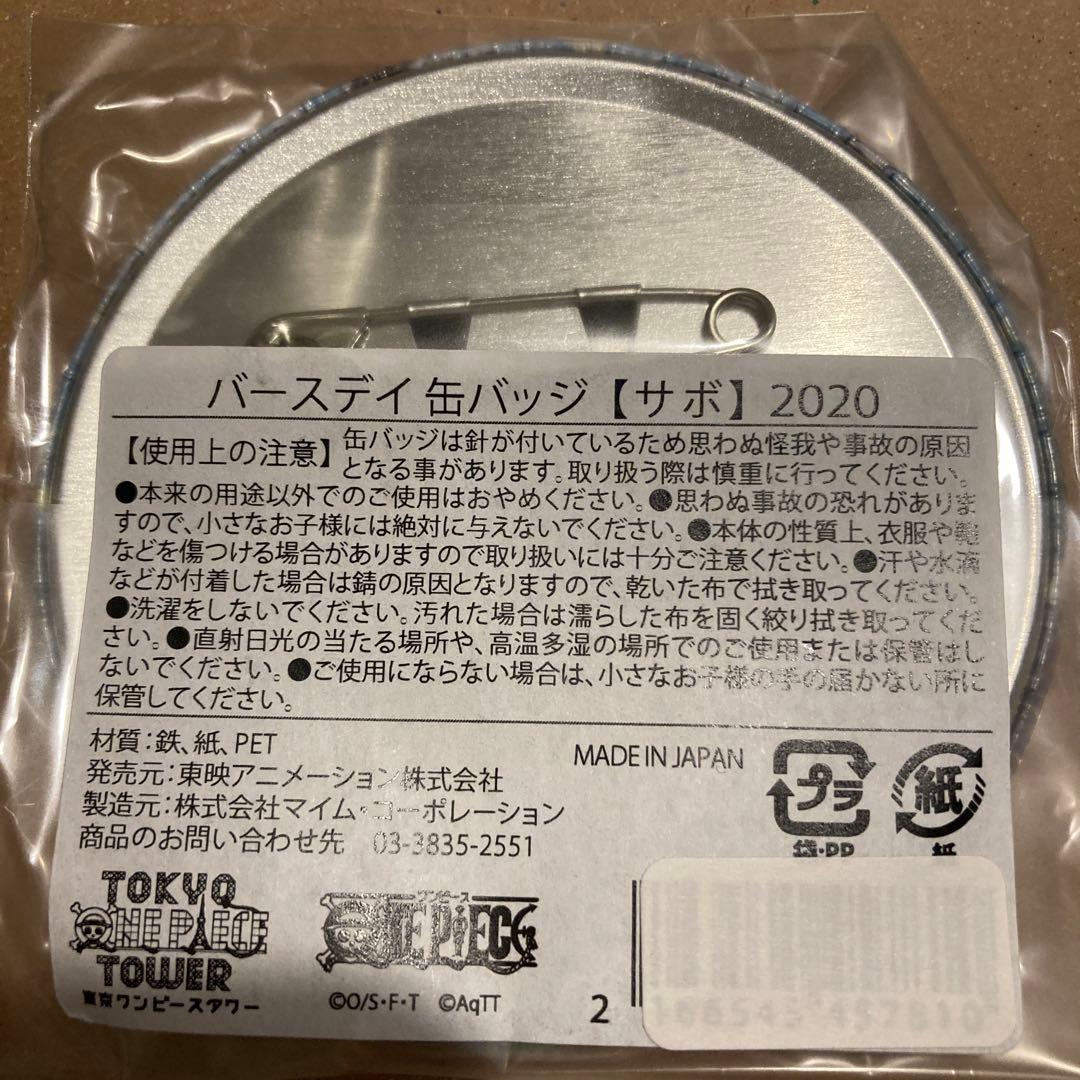 バースデイ 缶バッジ【サボ】2020
【使用上の注意】缶バッジは針が付いているため思わぬ怪我や事故の原因
となる事があります。取り扱う際は慎重に行ってください。
●本来の用途以外でのご使用はおやめください。●思わぬ事故の恐れがありま
すので、小さなお子様には絶対に与えないでください。●本体の性質上、衣服や鞄
などを傷つける場合がありますので取り扱いには十分ご注意ください。●汗や水滴
などが付着した場合は錆の原因となりますので、乾いた布で拭き取ってください。
●洗濯をしないでください。汚れた場合は濡らした布を固く絞り拭き取ってくだ
さい。●直射日光の当たる場所や、高温多湿の場所でのご使用または保管はし
ないでください。●ご使用にならない場合は、小さなお子様の手の届かない所に
保管してください。
材質:鉄、紙、PET
発売元:東映アニメーション株式会社
製造元:株式会社マイム・コーポレーション
商品のお問い合わせ先 03-3835-2551
MADE IN JAPAN
プラ
袋・PP
紙
紙
TOKYO
ONE PIECE
TOWER
東京ワンピースタワー
ワンピース
ONE PIECE
©O/S・F・T ©AqTT
2